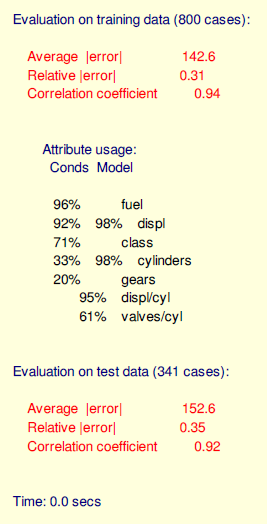 Evaluation on training data (800 cases):
Average |error| 142.6
Relative |error| 0.31
Correlation coefficient 0.94
Attribute usage:
Conds Model
96% fuel
92% 98% displ
71% class
33% 98% cylinders
20% gears
95% displ/cyl
61% valves/cyl
Evaluation on test data (341 cases):
Average |error| 152.6
Relative |error| 0.35
Correlation coefficient 0.92
Time: 0.0 secs